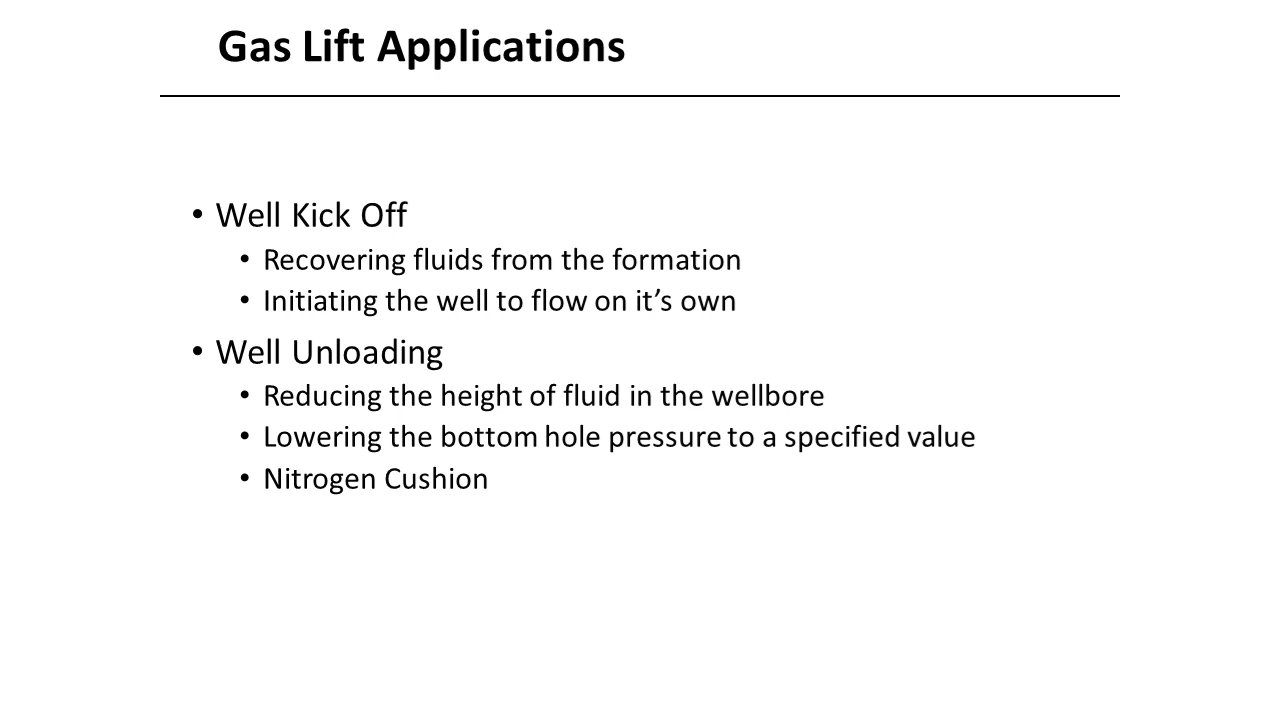 Gas Lift Applications
• Well Kick Off
• Recovering fluids from the formation
• Initiating the well to flow on it’s own
• Well Unloading
• Reducing the height of fluid in the wellbore
• Lowering the bottom hole pressure to a specified value
• Nitrogen Cushion